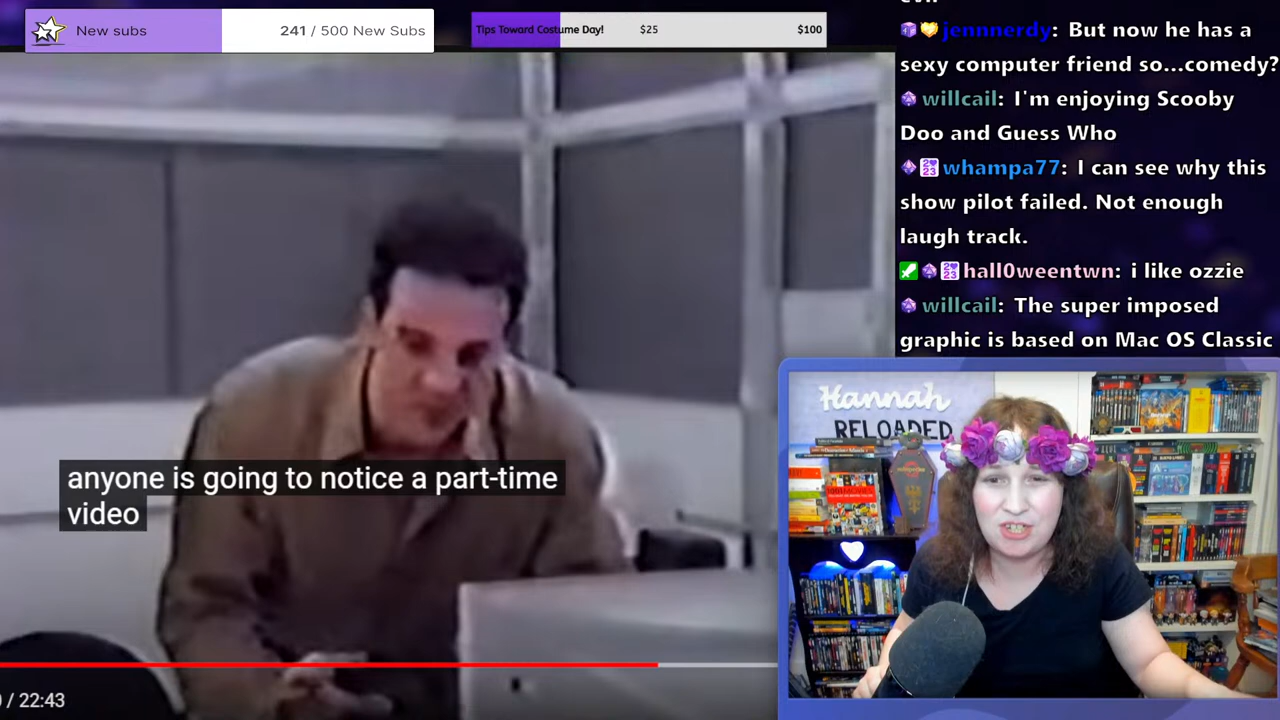 New subs
241 / 500 New Subs
Tips Toward Costume Day!
$25
$100
jennnerdy: But now he has a
sexy computer friend so...comedy?
willcail: I'm enjoying Scooby
Doo and Guess Who
whampa77: I can see why this
show pilot failed. Not enough
laugh track.
hall0weentwn: i like ozzie
willcail: The super imposed
graphic is based on Mac OS Classic
anyone is going to notice a part-time
video
/ 22:43
Hannah
RELOADED